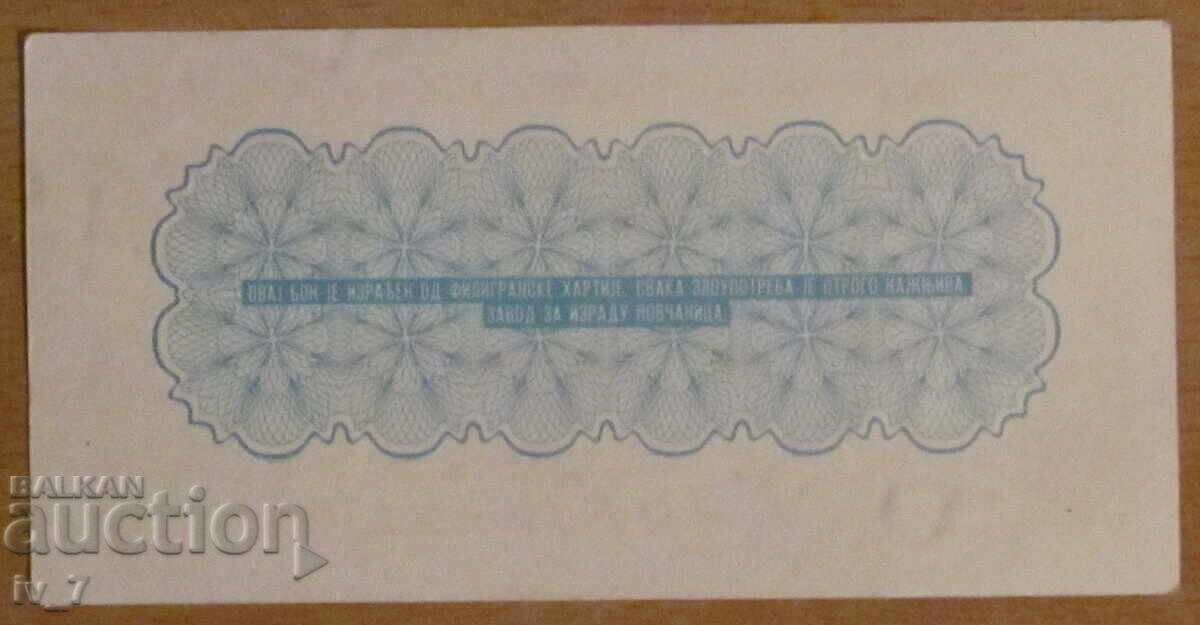 ОВАЈ БОН ЈЕ ИЗРАЂЕН ОД ФИЛИГРАНСКЕ ХАРТИЈЕ. СВАКА ЗЛОУПОТРЕБА ЈЕ СТРОГО КАЖЊИВА
ЗАВОД ЗА ИЗРАДУ НОВЧАНИЦА
BALKAN
auction
iv_7